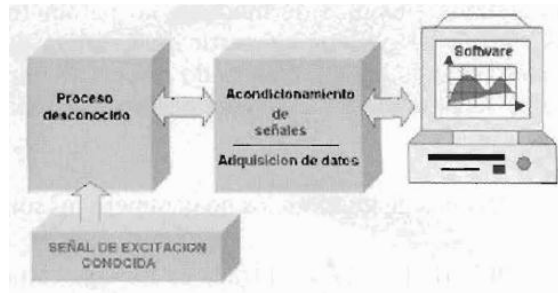 Software
Proceso
desconocido
Acondicionamiento
de
señales
Adquisicion de datos
SEÑAL DE EXCITACION
CONOCIDA